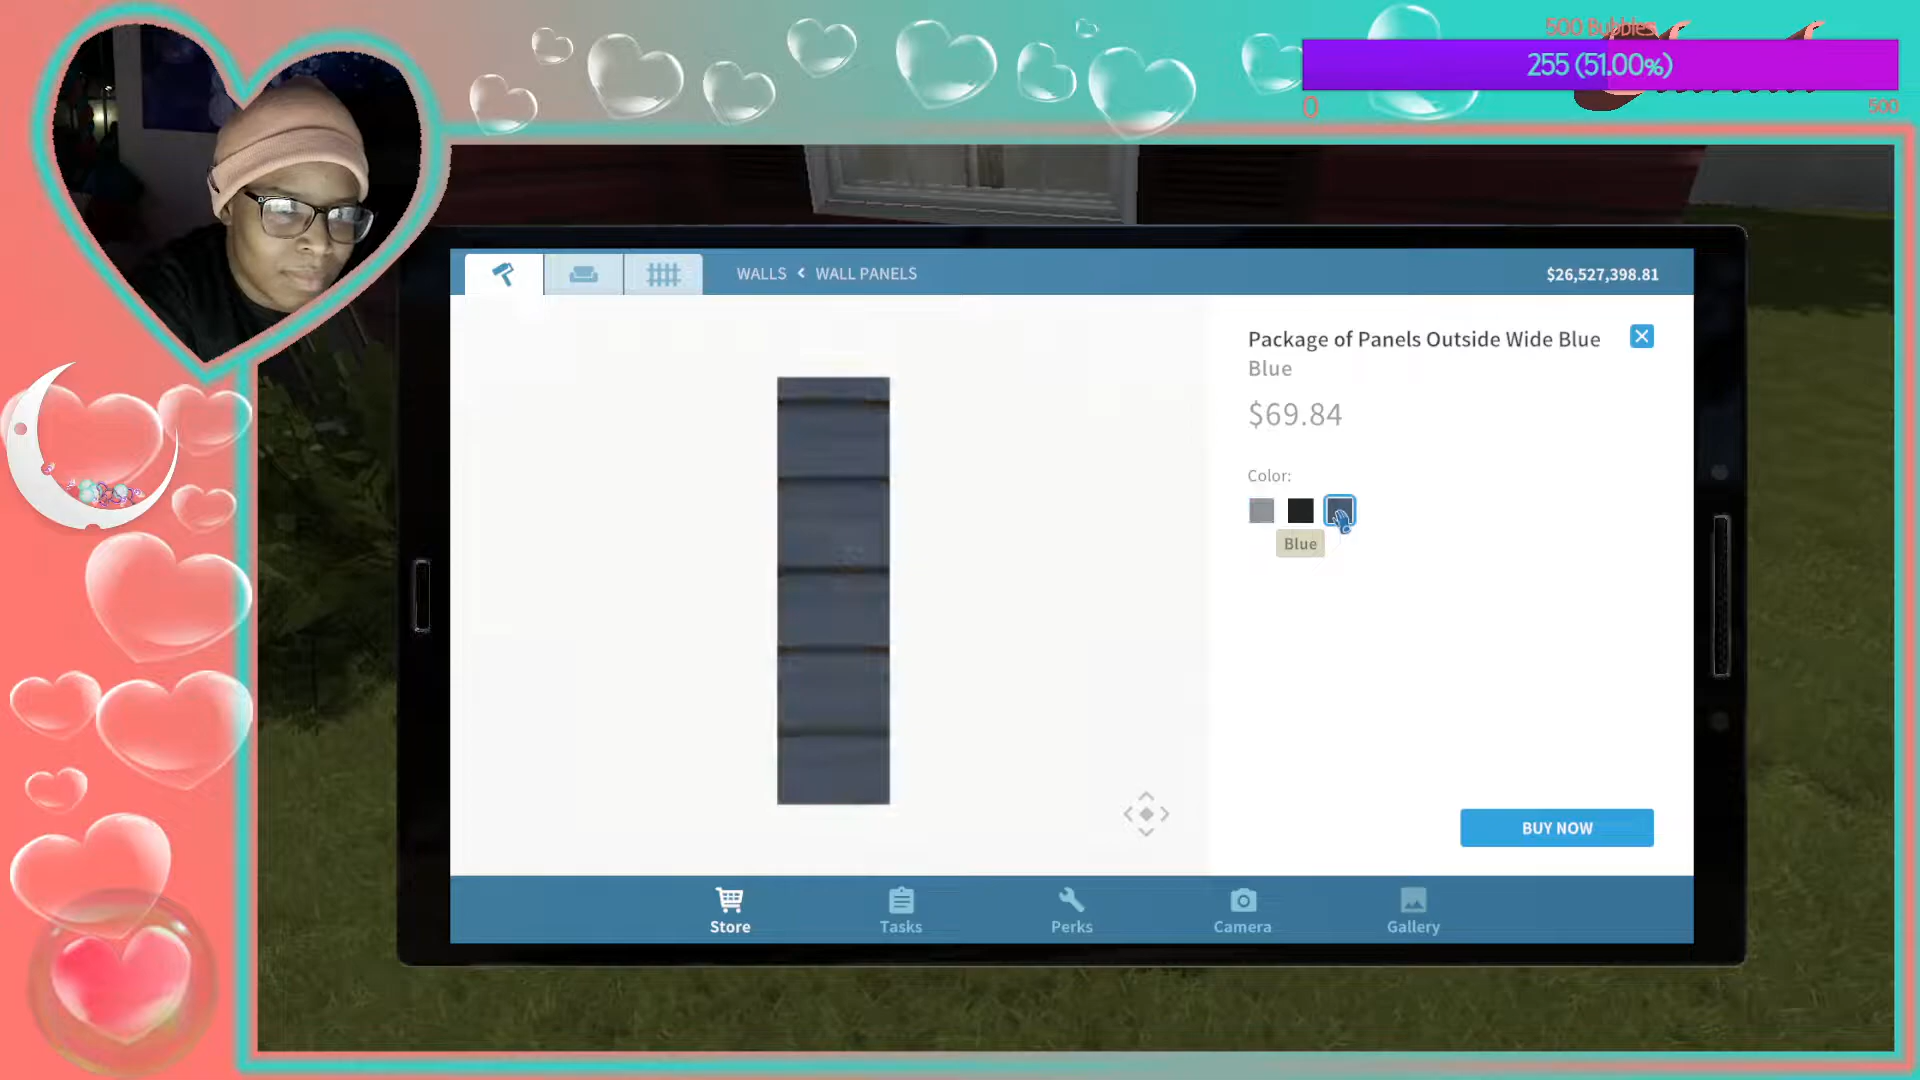 500 Bubbles
255 (51.00%)
0
500
WALLS < WALL PANELS
$26,527,398.81
Package of Panels Outside Wide Blue
Blue
$69.84
Color:
Blue
BUY NOW
Store
Tasks
Perks
Camera
Gallery